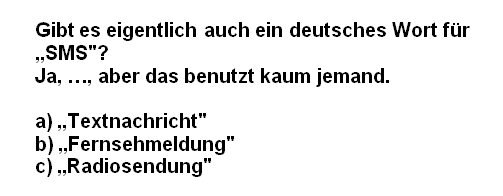 Gibt es eigentlich auch ein deutsches Wort für
„SMS"?
Ja, …, aber das benutzt kaum jemand.
a) „Textnachricht"
b) „Fernsehmeldung"
c) „Radiosendung"